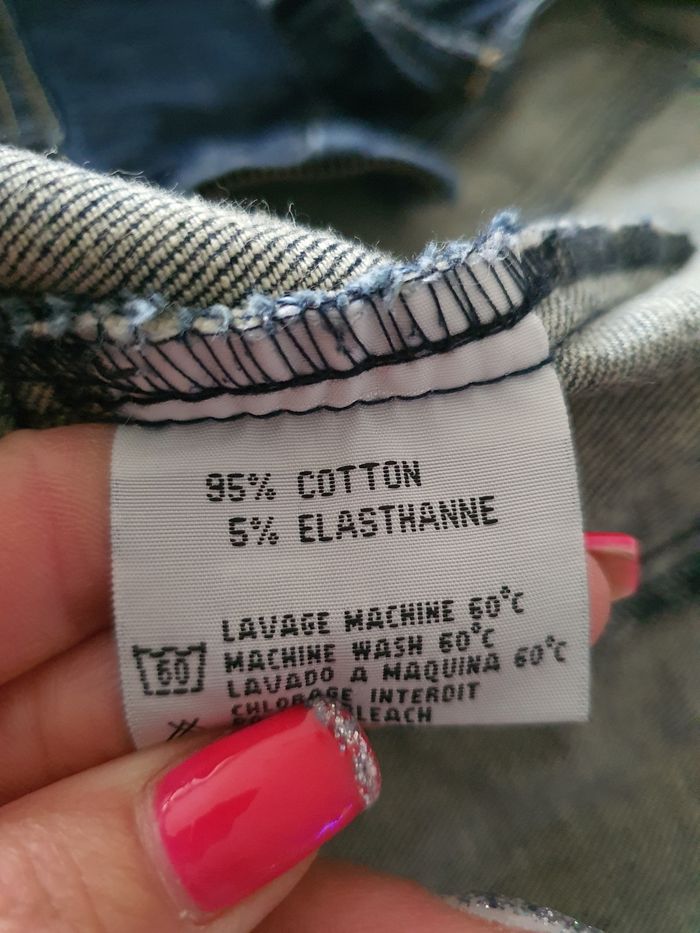 95% COTTON
5% ELASTHANNE
LAVAGE MACHINE 60°C
60
MACHINE WASH 60°C
LAVADO A MAQUINA 60°C
CHLORAGE INTERDIT
BLEACH